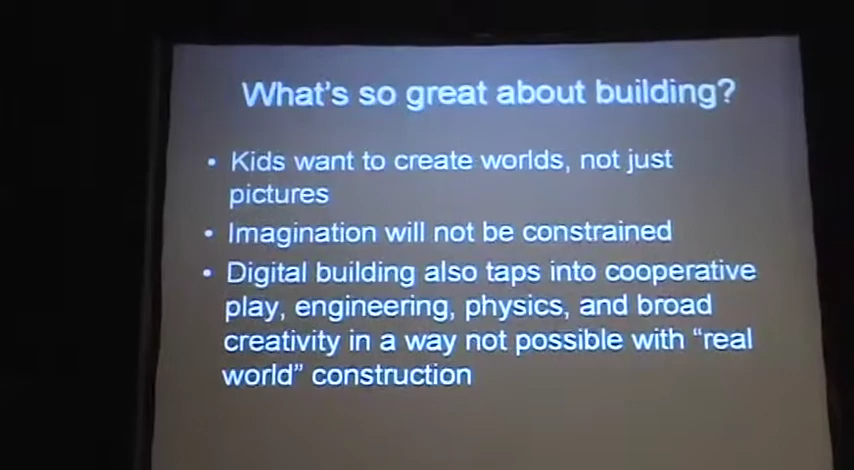 What's so great about building?
• Kids want to create worlds, not just
pictures
• Imagination will not be constrained
• Digital building also taps into cooperative
play, engineering, physics, and broad
creativity in a way not possible with “real
world” construction